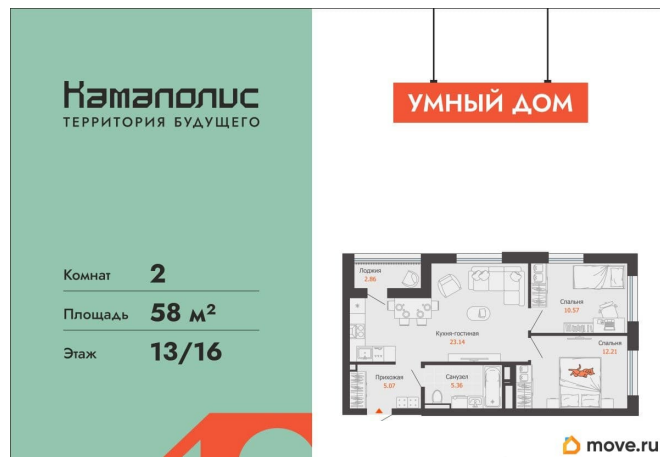 Камаполис
ТЕРРИТОРИЯ БУДУЩЕГО
Комнат 2
Площадь 58 м²
Этаж 13/16
УМНЫЙ ДОМ
Лоджия
2.86
Спальня
10.57
Кухня-гостиная
23.14
Спальня
12.21
Прихожая
5.07
Санузел
5.36
move.ru